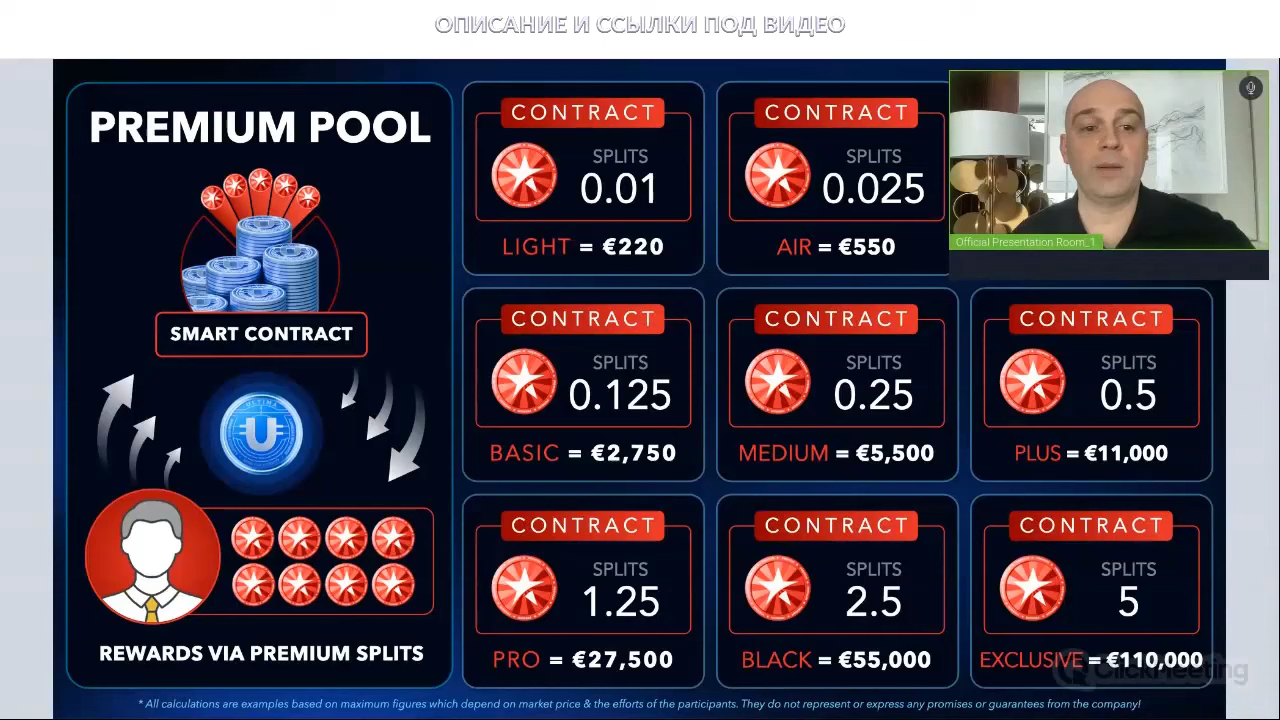 ОПИСАНИЕ И ССЫЛКИ ПОД ВИДЕО
PREMIUM POOL
SMART CONTRACT
ULTIMA
REWARDS VIA PREMIUM SPLITS
CONTRACT
SPLITS
0.01
LIGHT = €220
CONTRACT
SPLITS
0.025
AIR = €550
Official Presentation Room_1
CONTRACT
SPLITS
0.125
BASIC = €2,750
CONTRACT
SPLITS
0.25
MEDIUM = €5,500
CONTRACT
SPLITS
0.5
PLUS = €11,000
CONTRACT
SPLITS
1.25
PRO = €27,500
CONTRACT
SPLITS
2.5
BLACK = €55,000
CONTRACT
SPLITS
5
EXCLUSIVE = €110,000
ClickMeeting
* All calculations are examples based on maximum figures which depend on market price & the efforts of the participants. They do not represent or express any promises or guarantees from the company!